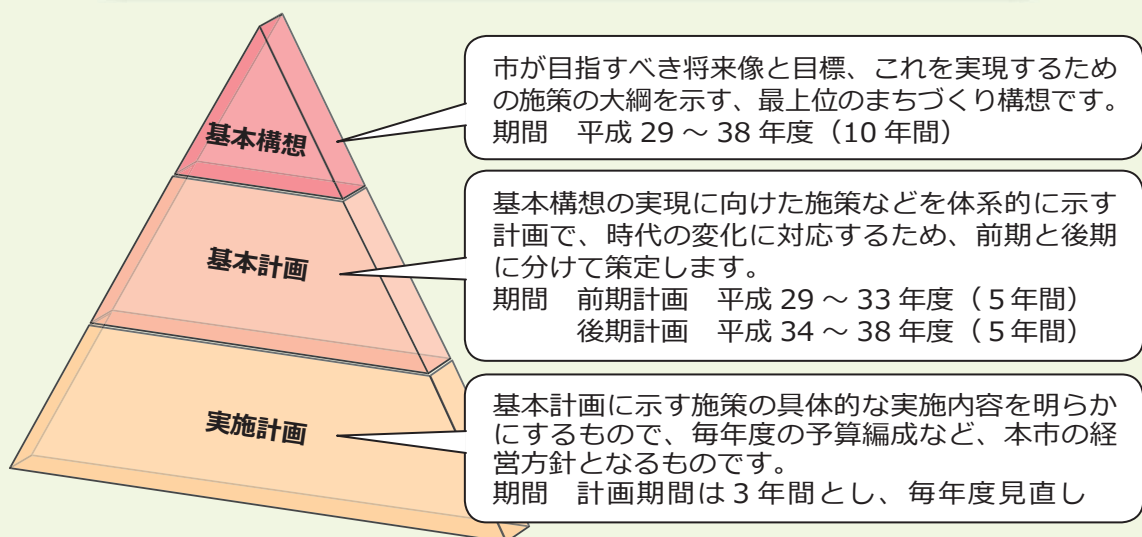 基本構想
市が目指すべき将来像と目標、これを実現するため
の施策の大綱を示す、最上位のまちづくり構想です。
期間　平成 29 ～ 38 年度（10 年間）
基本計画
基本構想の実現に向けた施策などを体系的に示す
計画で、時代の変化に対応するため、前期と後期
に分けて策定します。
期間　前期計画　平成 29 ～ 33 年度（５年間）
後期計画　平成 34 ～ 38 年度（５年間）
実施計画
基本計画に示す施策の具体的な実施内容を明らか
にするもので、毎年度の予算編成など、本市の経
営方針となるものです。
期間　計画期間は３年間とし、毎年度見直し